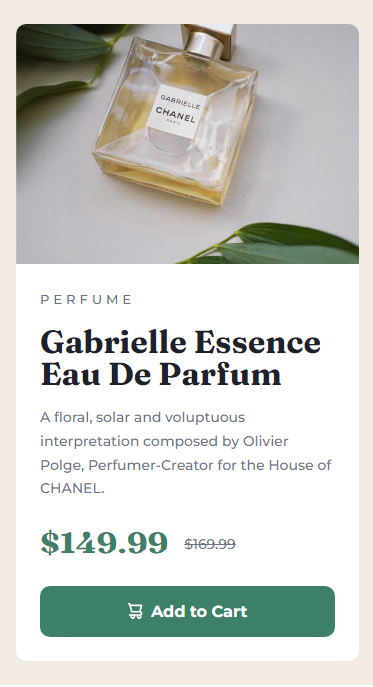 GABRIELLE
CHANEL
PARIS
PERFUME
Gabrielle Essence
Eau De Parfum
A floral, solar and voluptuous
interpretation composed by Olivier
Polge, Perfumer-Creator for the House of
CHANEL.
$149.99 $169.99
Add to Cart